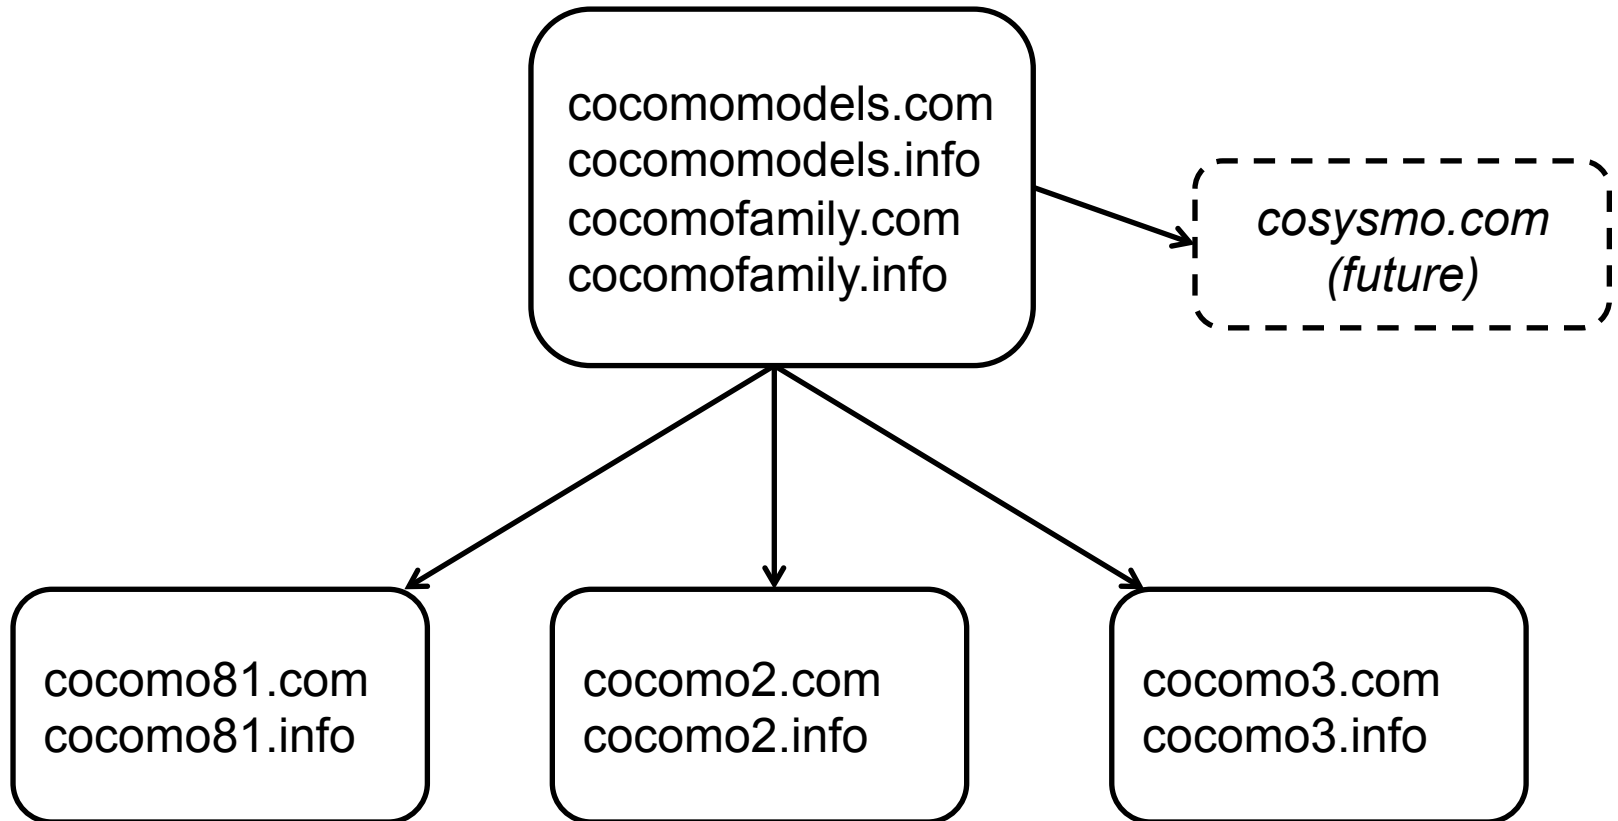 cocomomodels.com
cocomomodels.info
cocomofamily.com
cocomofamily.info
cosysmo.com
(future)
cocomo81.com
cocomo81.info
cocomo2.com
cocomo2.info
cocomo3.com
cocomo3.info